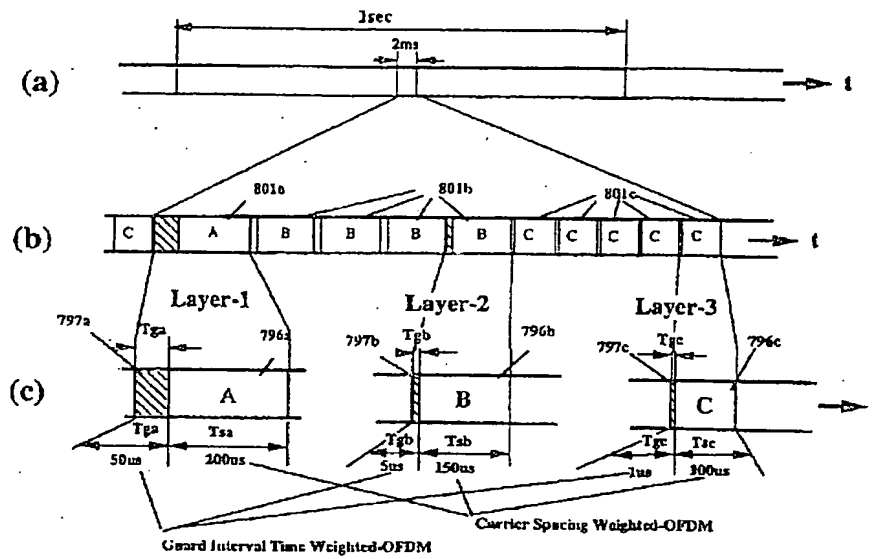 1sec
2ms
(a)
t
801a
801b
801c
(b)
C A B B B B C C C C C
t
Layer-1
Layer-2
Layer-3
797a
Tga
796a
797b
Tgb
796b
797c
Tgc
796c
(c)
A
B
C
Tga
Tsa
Tgb
Tsb
Tgc
Tsc
50us
200us
5us
150us
1us
Carrier Spacing Weighted-OFDM
Guard Interval Time Weighted-OFDM